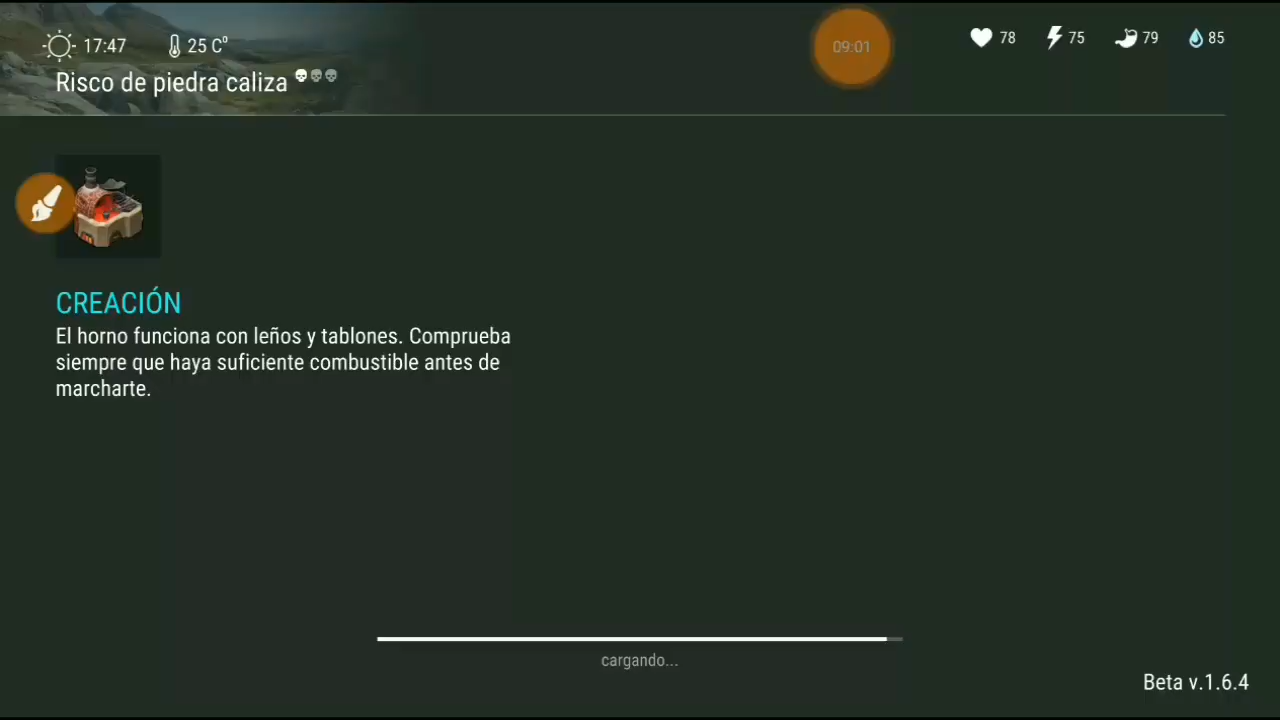 17:47
25 Cº
09:01
78
75
79
85
Risco de piedra caliza
CREACIÓN
El horno funciona con leños y tablones. Comprueba
siempre que haya suficiente combustible antes de
marcharte.
cargando...
Beta v.1.6.4